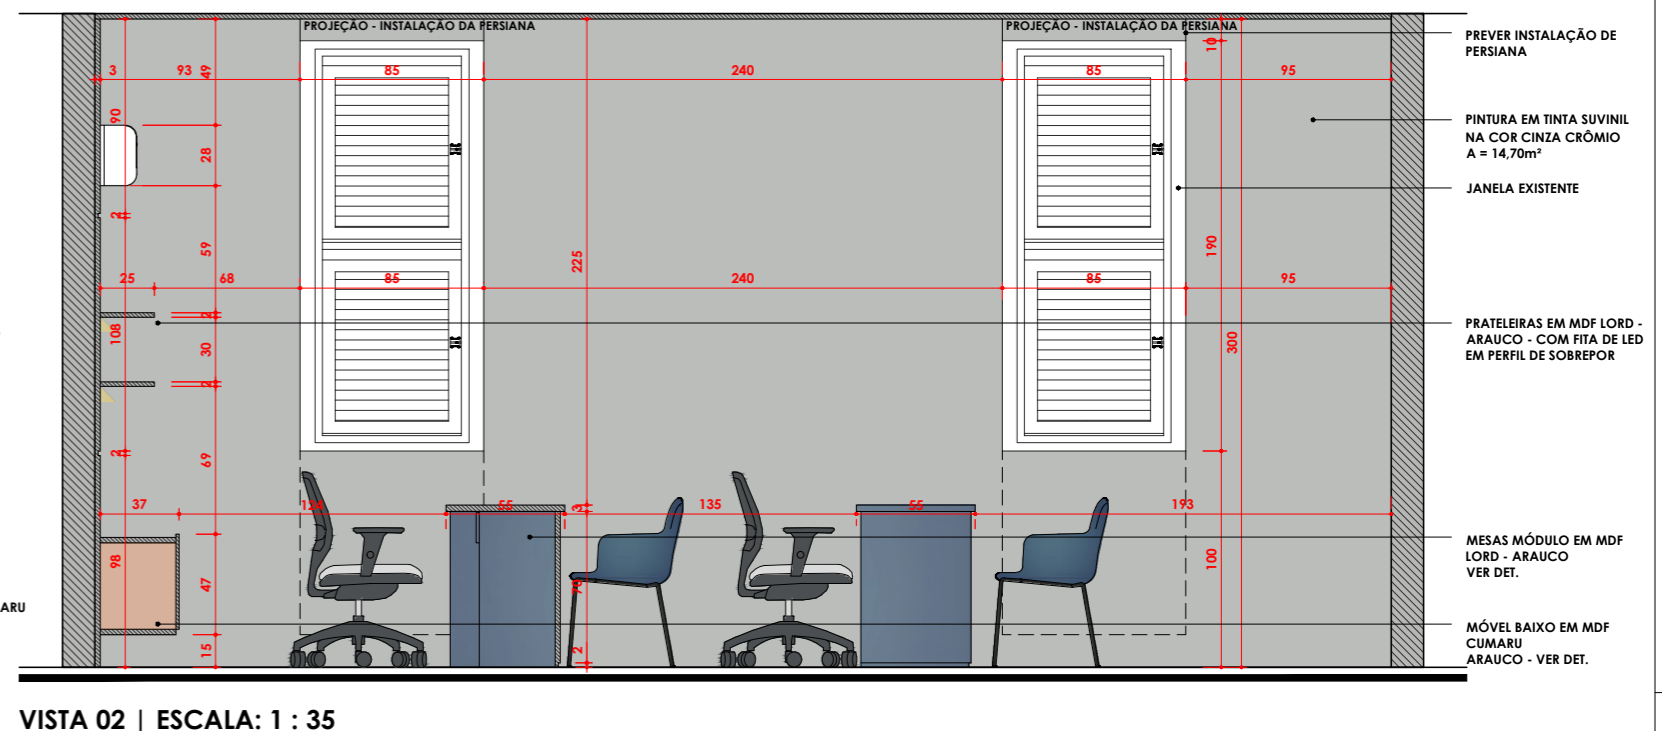 PROJEÇÃO - INSTALAÇÃO DA PERSIANA
PROJEÇÃO - INSTALAÇÃO DA PERSIANA
10
PREVER INSTALAÇÃO DE
PERSIANA
3
93
49
85
240
85
95
90
28
PINTURA EM TINTA SUVINIL
NA COR CINZA CRÔMIO
A = 14,70m²
JANELA EXISTENTE
2
59
225
190
25
68
85
240
85
95
2
108
30
300
PRATELEIRAS EM MDF LORD -
ARAUCO - COM FITA DE LED
EM PERFIL DE SOBREPOR
2
2
69
37
124
55
3
135
55
193
98
47
70
100
MESAS MÓDULO EM MDF
LORD - ARAUCO
VER DET.
ARU
15
2
MÓVEL BAIXO EM MDF
CUMARU
ARAUCO - VER DET.
VISTA 02 | ESCALA: 1 : 35